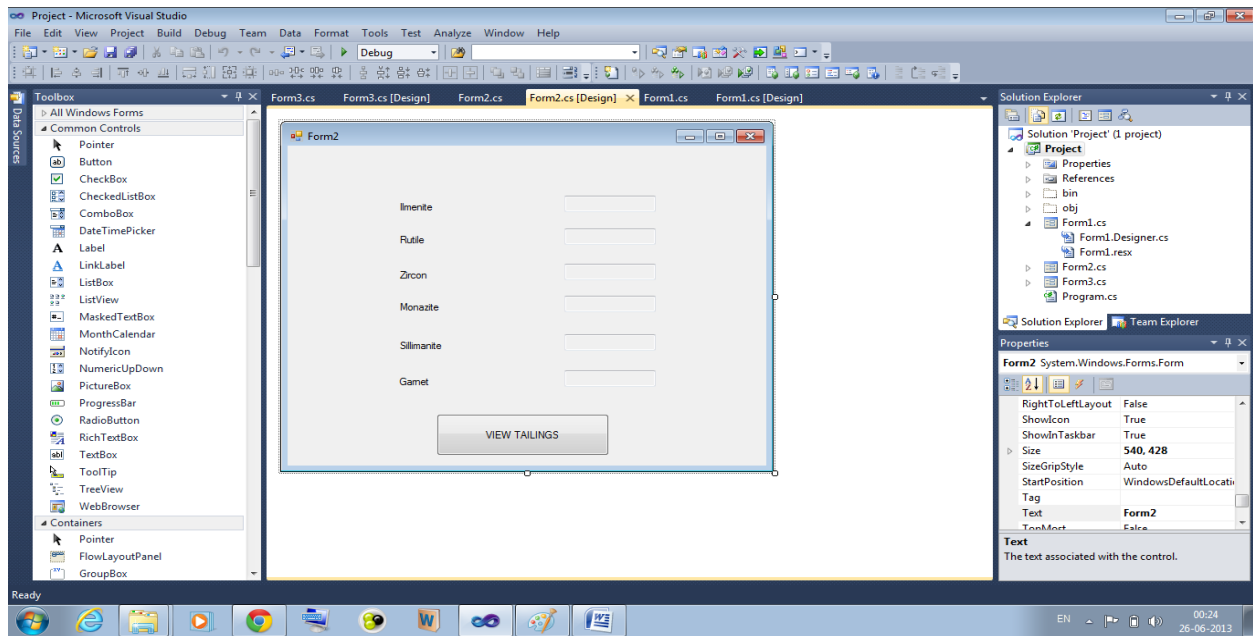 Project - Microsoft Visual Studio
File Edit View Project Build Debug Team Data Format Tools Test Analyze Window Help
Debug
Data Sources
Toolbox
All Windows Forms
Common Controls
Pointer
Button
CheckBox
CheckedListBox
ComboBox
DateTimePicker
Label
LinkLabel
ListBox
ListView
MaskedTextBox
MonthCalendar
NotifyIcon
NumericUpDown
PictureBox
ProgressBar
RadioButton
RichTextBox
TextBox
ToolTip
TreeView
WebBrowser
Containers
Pointer
FlowLayoutPanel
GroupBox
Form3.cs Form3.cs [Design] Form2.cs Form2.cs [Design] Form1.cs Form1.cs [Design]
Form2
Ilmenite
Rutile
Zircon
Monazite
Sillimanite
Garnet
VIEW TAILINGS
Solution Explorer
Solution 'Project' (1 project)
Project
Properties
References
bin
obj
Form1.cs
Form1.Designer.cs
Form1.resx
Form2.cs
Form3.cs
Program.cs
Solution Explorer Team Explorer
Properties
Form2 System.Windows.Forms.Form
RightToLeftLayout False
ShowIcon True
ShowInTaskbar True
Size 540, 428
SizeGripStyle Auto
StartPosition WindowsDefaultLocati
Tag
Text Form2
TopMost False
Text
The text associated with the control.
Ready
EN
00:24
26-06-2013